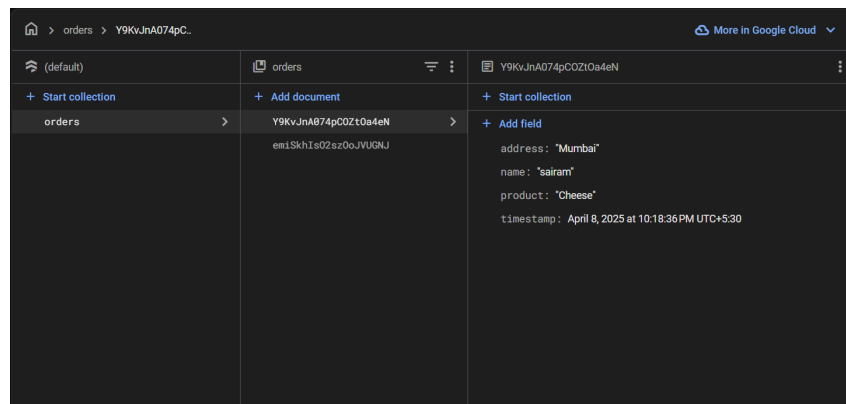 orders > Y9KvJnA074pC..
More in Google Cloud
(default)
+ Start collection
orders
orders
+ Add document
Y9KvJnA074pCOZtOa4eN
emiSkhIsO2szOoJVUGNJ
Y9KvJnA074pCOZtOa4eN
+ Start collection
+ Add field
address: "Mumbai"
name: "sairam"
product: "Cheese"
timestamp: April 8, 2025 at 10:18:36 PM UTC+5:30